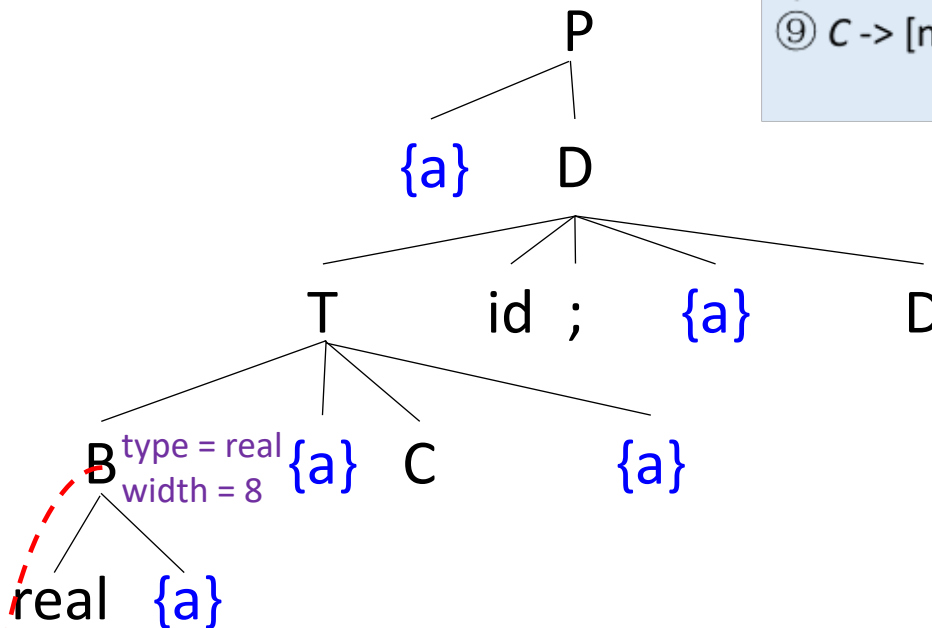 P
⑨ C -> [n
{a} D
T id ; {a} D
B type = real {a} C {a}
width = 8
real {a}